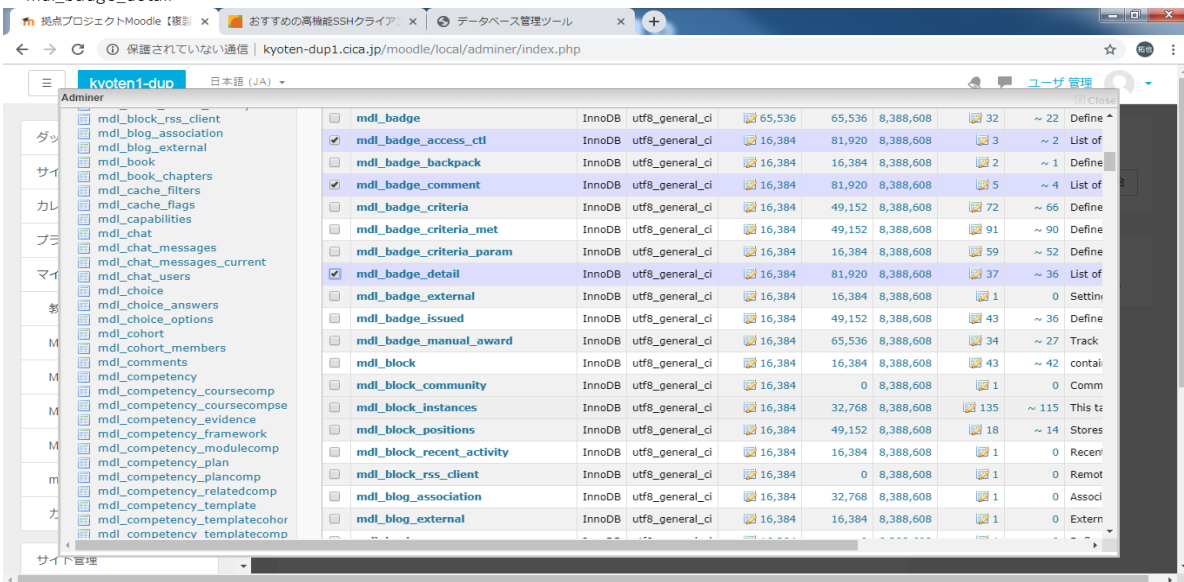 拠点プロジェクトMoodle【複製
おすすめの高機能SSHクライア
データベース管理ツール
保護されていない通信 | kyoten-dup1.cica.jp/moodle/local/adminer/index.php
kyoten1-dup 日本語 (JA)
ユーザ 管理
Adminer
Close
mdl_block_rss_client
mdl_blog_association
mdl_blog_external
mdl_book
mdl_book_chapters
mdl_cache_filters
mdl_cache_flags
mdl_capabilities
mdl_chat
mdl_chat_messages
mdl_chat_messages_current
mdl_chat_users
mdl_choice
mdl_choice_answers
mdl_choice_options
mdl_cohort
mdl_cohort_members
mdl_comments
mdl_competency
mdl_competency_coursecomp
mdl_competency_coursecompse
mdl_competency_evidence
mdl_competency_framework
mdl_competency_modulecomp
mdl_competency_plan
mdl_competency_plancomp
mdl_competency_relatedcomp
mdl_competency_template
mdl_competency_templatecohor
mdl_competency_templatecomp
mdl_badge InnoDB utf8_general_ci 65,536 65,536 8,388,608 32 ~ 22 Define
mdl_badge_access_ctl InnoDB utf8_general_ci 16,384 81,920 8,388,608 3 ~ 2 List of
mdl_badge_backpack InnoDB utf8_general_ci 16,384 16,384 8,388,608 2 ~ 1 Define
mdl_badge_comment InnoDB utf8_general_ci 16,384 81,920 8,388,608 5 ~ 4 List of
mdl_badge_criteria InnoDB utf8_general_ci 16,384 49,152 8,388,608 72 ~ 66 Define
mdl_badge_criteria_met InnoDB utf8_general_ci 16,384 49,152 8,388,608 91 ~ 90 Define
mdl_badge_criteria_param InnoDB utf8_general_ci 16,384 16,384 8,388,608 59 ~ 52 Define
mdl_badge_detail InnoDB utf8_general_ci 16,384 81,920 8,388,608 37 ~ 36 List of
mdl_badge_external InnoDB utf8_general_ci 16,384 16,384 8,388,608 1 0 Setting
mdl_badge_issued InnoDB utf8_general_ci 16,384 49,152 8,388,608 43 ~ 36 Define
mdl_badge_manual_award InnoDB utf8_general_ci 16,384 65,536 8,388,608 34 ~ 27 Track
mdl_block InnoDB utf8_general_ci 16,384 16,384 8,388,608 43 ~ 42 contai
mdl_block_community InnoDB utf8_general_ci 16,384 0 8,388,608 1 0 Comm
mdl_block_instances InnoDB utf8_general_ci 16,384 32,768 8,388,608 135 ~ 115 This ta
mdl_block_positions InnoDB utf8_general_ci 16,384 49,152 8,388,608 18 ~ 14 Stores
mdl_block_recent_activity InnoDB utf8_general_ci 16,384 16,384 8,388,608 1 0 Recent
mdl_block_rss_client InnoDB utf8_general_ci 16,384 0 8,388,608 1 0 Remot
mdl_blog_association InnoDB utf8_general_ci 16,384 32,768 8,388,608 1 0 Associ
mdl_blog_external InnoDB utf8_general_ci 16,384 16,384 8,388,608 1 0 Extern
サイト管理